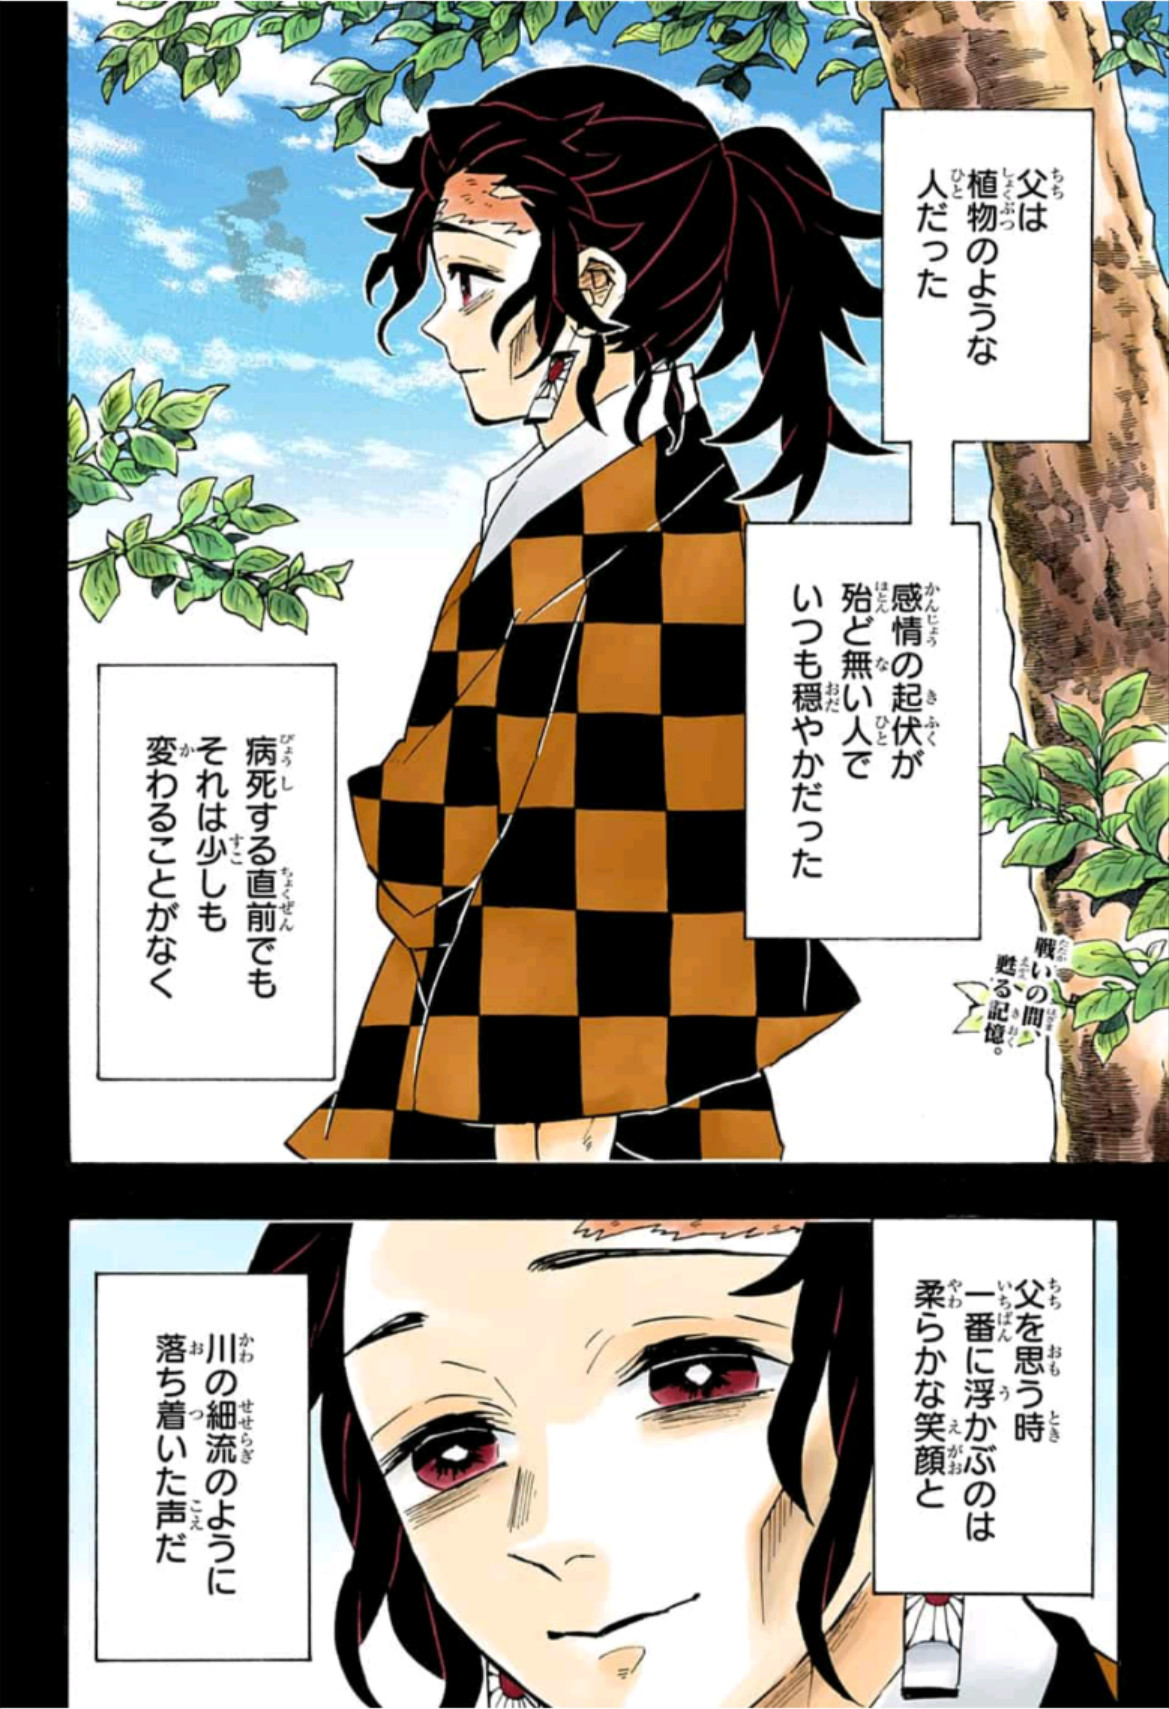 父は
植物のような
人だった
感情の起伏が
殆ど無い人で
いつも穏やかだった
戦いの間、
甦る記憶。
病死する直前でも
それは少しも
変わることがなく
父を思う時
一番に浮かぶのは
柔らかな笑顔と
川の細流のように
落ち着いた声だ